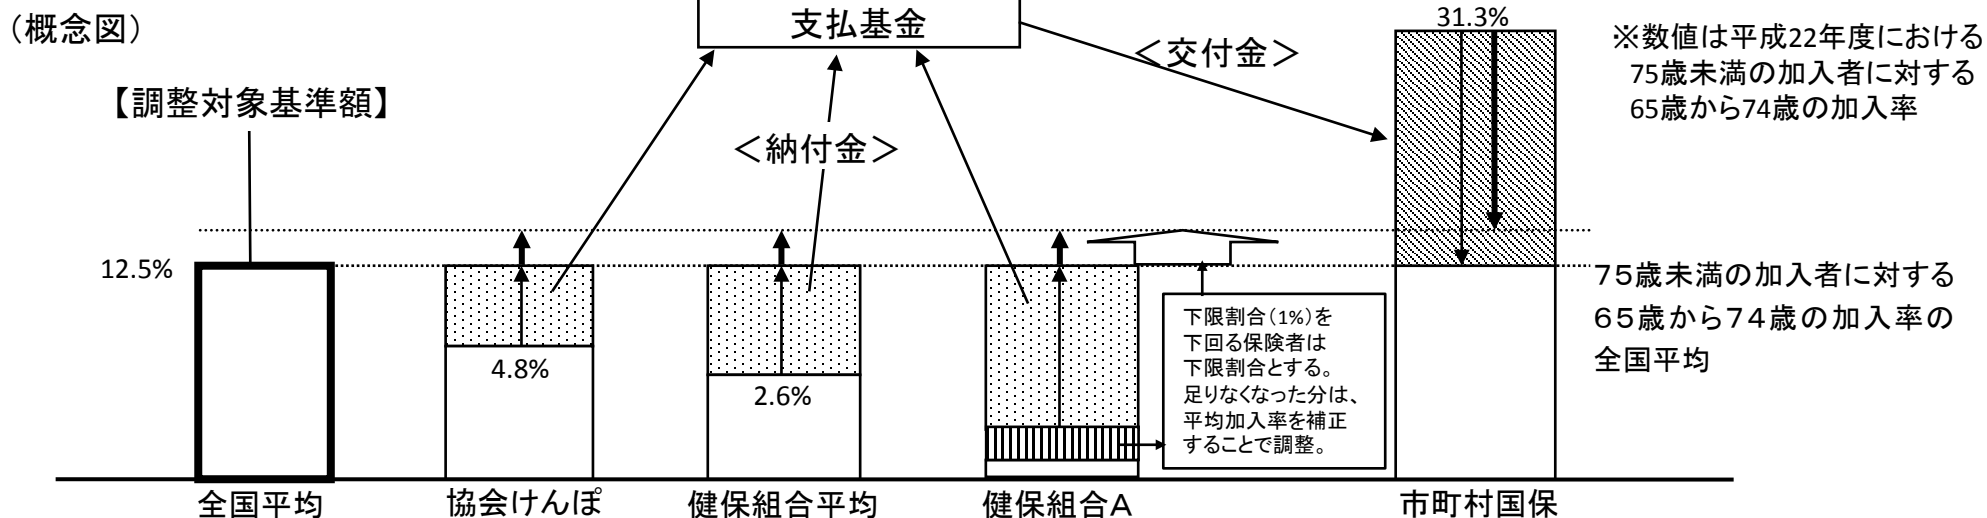 （概念図）
支払基金
31.3%
＜交付金＞
※数値は平成22年度における
75歳未満の加入者に対する
65歳から74歳の加入率
【調整対象基準額】
＜納付金＞
12.5%
75歳未満の加入者に対する
65歳から74歳の加入率の
全国平均
4.8%
2.6%
下限割合（1%）を
下回る保険者は
下限割合とする。
足りなくなった分は、
平均加入率を補正
することで調整。
全国平均
協会けんぽ
健保組合平均
健保組合A
市町村国保